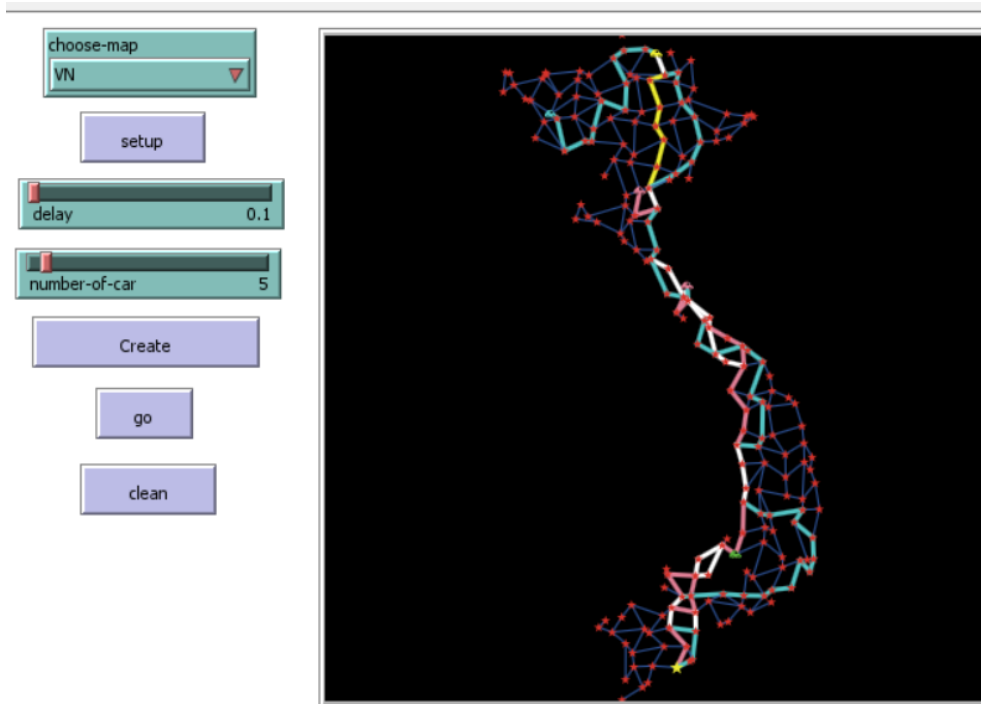 choose-map
VN
setup
delay 0.1
number-of-car 5
Create
go
clean